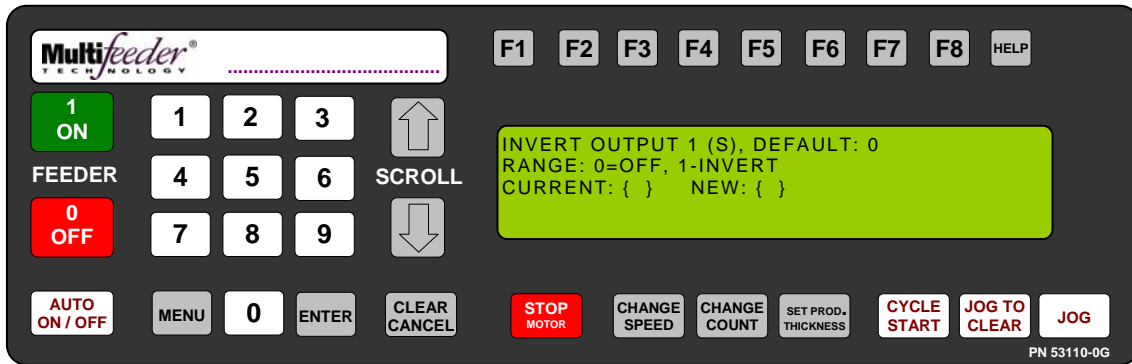 Multifeeder®
TECHNOLOGY
F1 F2 F3 F4 F5 F6 F7 F8 HELP
1
ON
FEEDER
0
OFF
1 2 3
4 5 6
7 8 9
SCROLL
INVERT OUTPUT 1 (S), DEFAULT: 0
RANGE: 0=OFF, 1-INVERT
CURRENT: { } NEW: { }
AUTO
ON / OFF
MENU 0 ENTER
CLEAR
CANCEL
STOP
MOTOR
CHANGE
SPEED
CHANGE
COUNT
SET PROD.
THICKNESS
CYCLE
START
JOG TO
CLEAR
JOG
PN 53110-0G